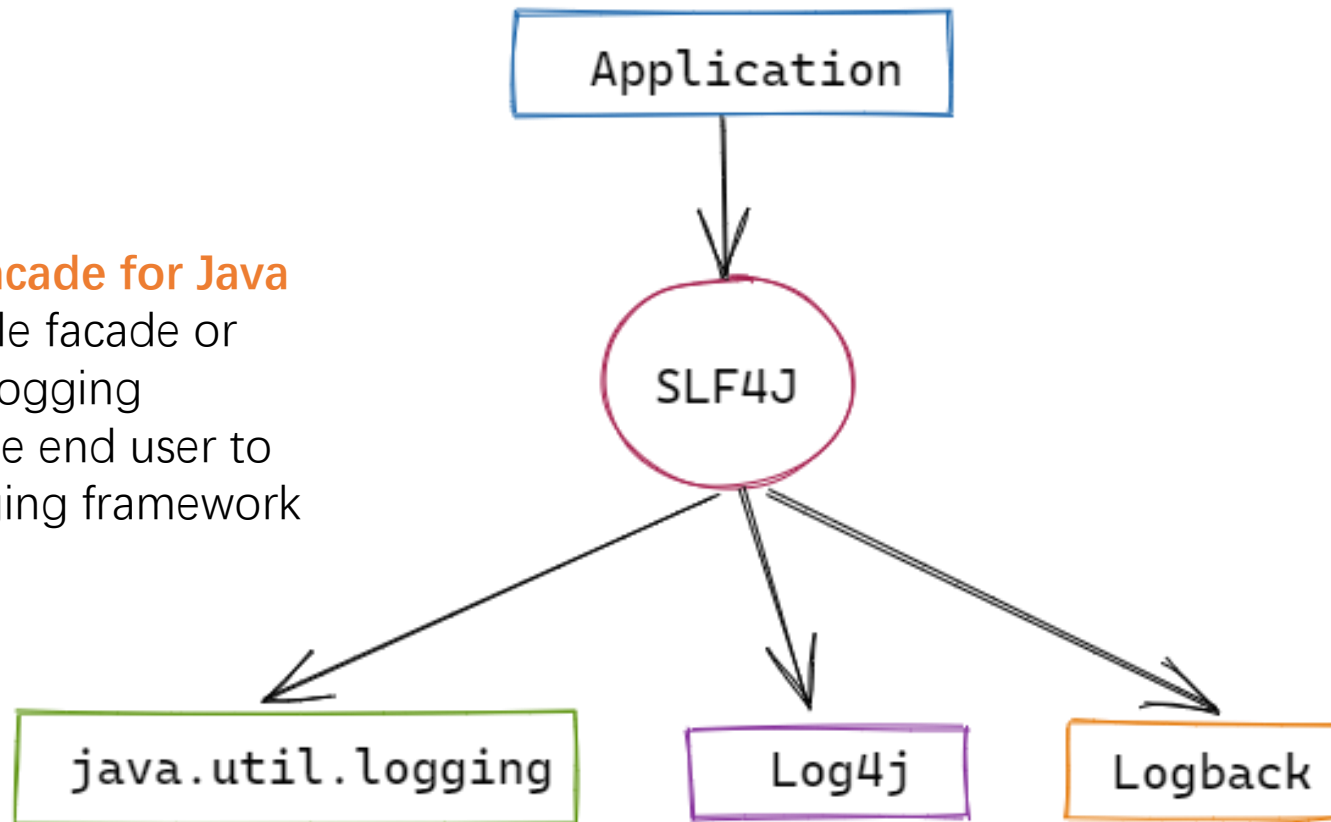 Application
acade for Java
le facade or
ogging
e end user to
ing framework
SLF4J
java.util.logging
Log4j
Logback